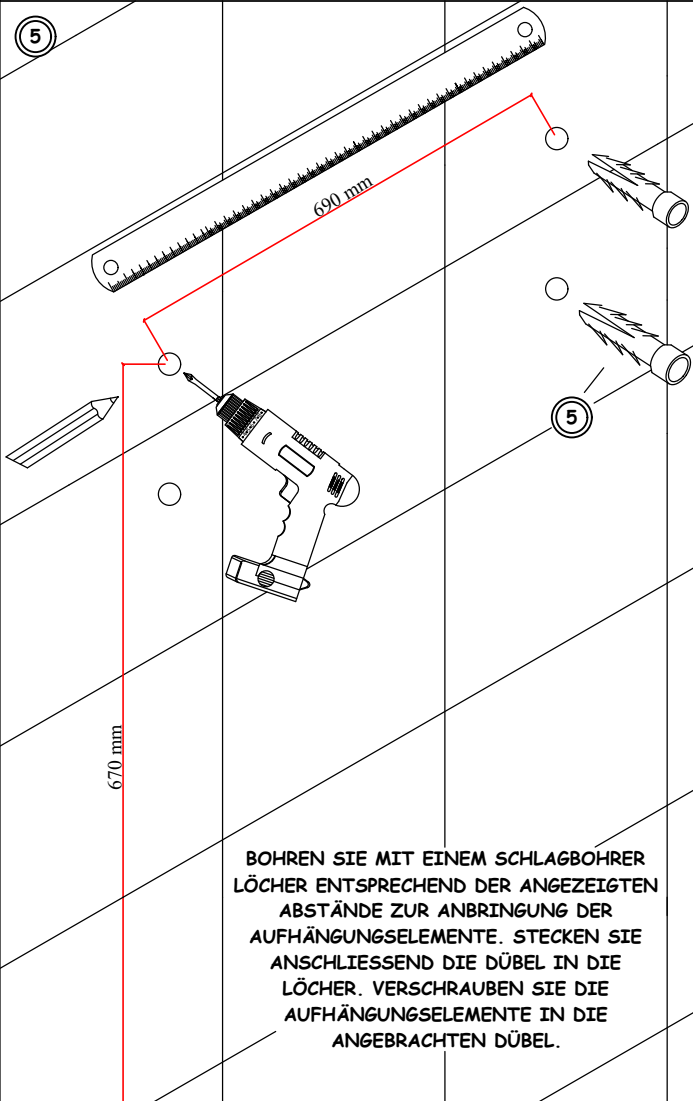 5
690 mm
5
670 mm
BOHREN SIE MIT EINEM SCHLAGBOHRER
LÖCHER ENTSPRECHEND DER ANGEZEIGTEN
ABSTÄNDE ZUR ANBRINGUNG DER
AUFHÄNGUNGSELEMENTE. STECKEN SIE
ANSCHLIESSEND DIE DÜBEL IN DIE
LÖCHER. VERSCHRAUBEN SIE DIE
AUFHÄNGUNGSELEMENTE IN DIE
ANGEBRACHTEN DÜBEL.